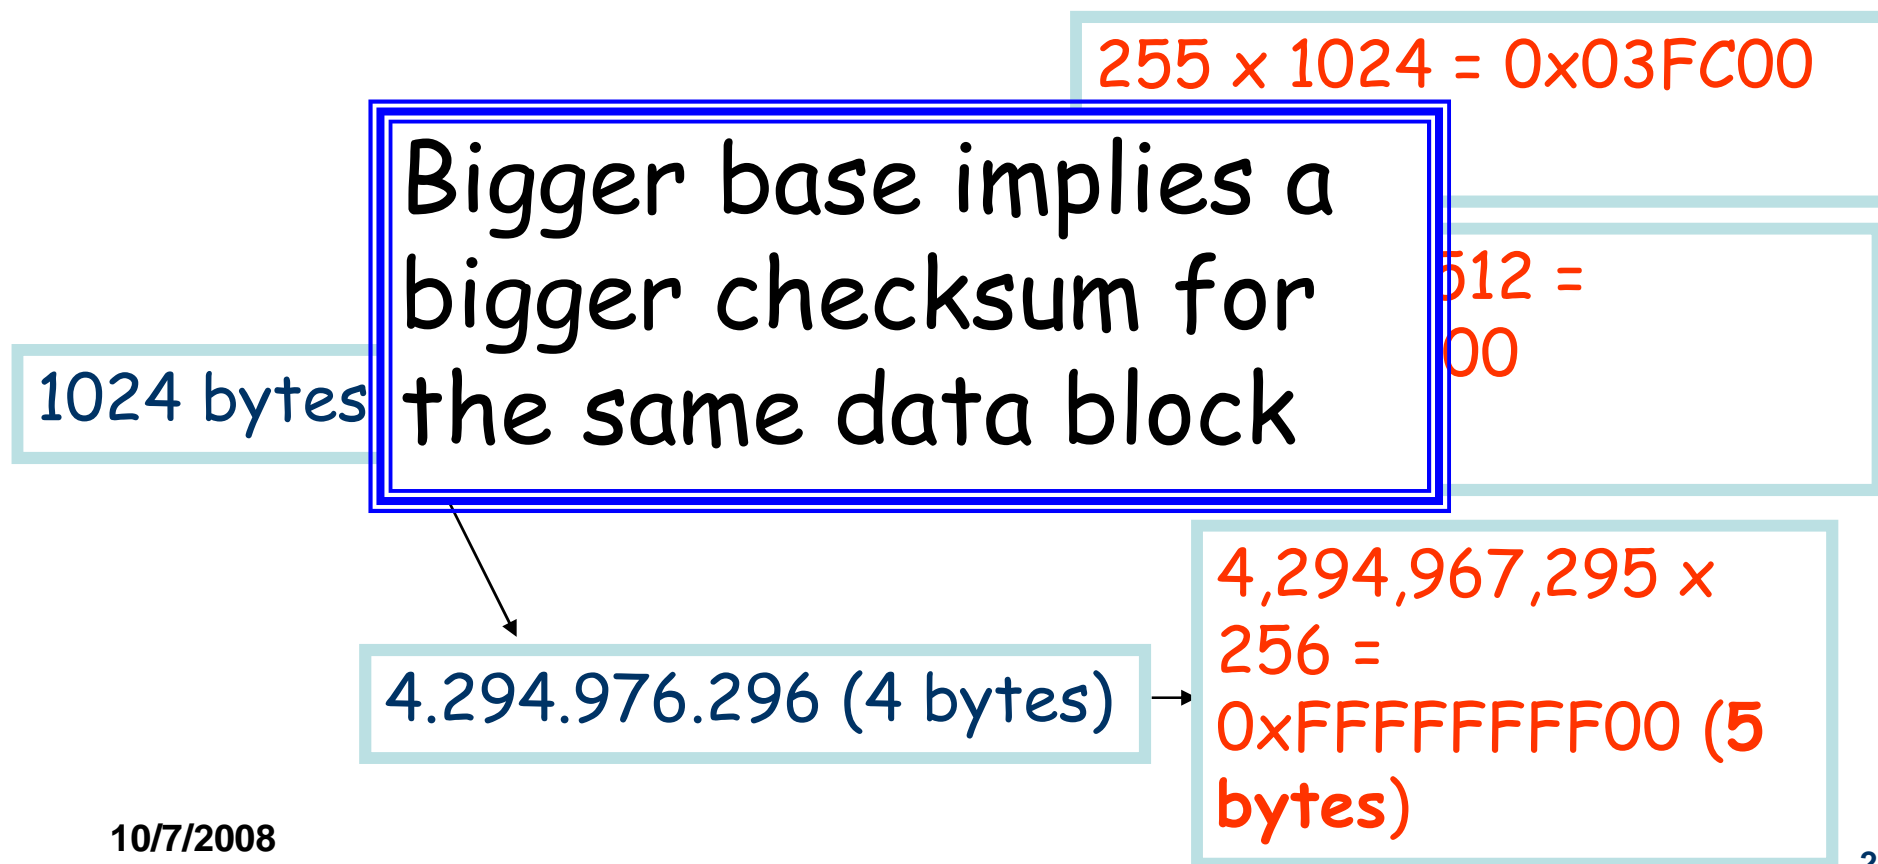 255 x 1024 = 0x03FC00
Bigger base implies a
bigger checksum for
the same data block
512 =
00
1024 bytes
4,294,967,295 x
256 =
0xFFFFFFFF00 (5
bytes)
4.294.976.296 (4 bytes)
10/7/2008